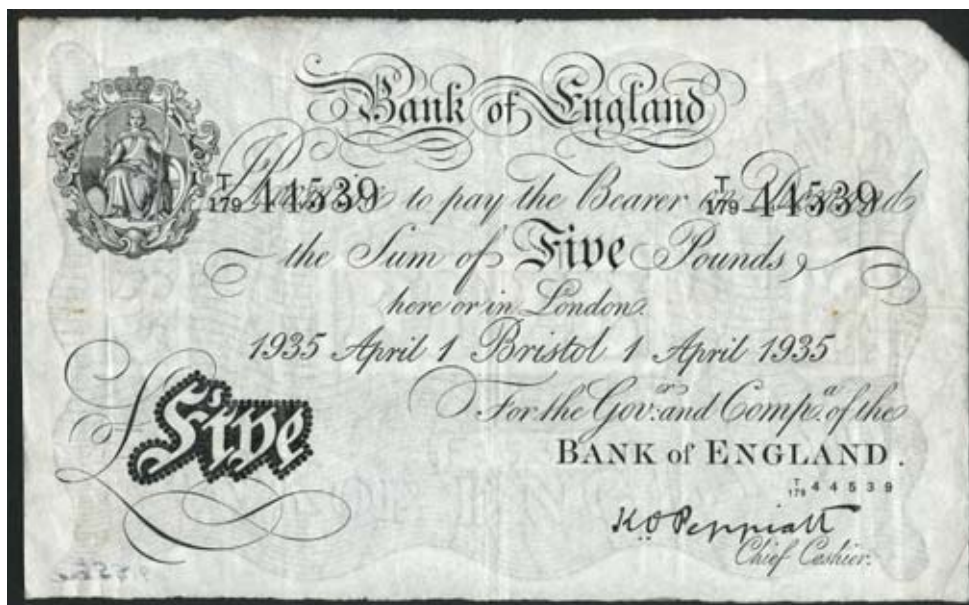 Bank of England
T/179 44539 to pay the Bearer on Demand T/179 44539
the Sum of Five Pounds,
here or in London.
1935 April 1 Bristol 1 April 1935
For the Govr. and Compa. of the
BANK of ENGLAND.
£'s Five
T/179 44539
K.O. Peppiatt
Chief Cashier.